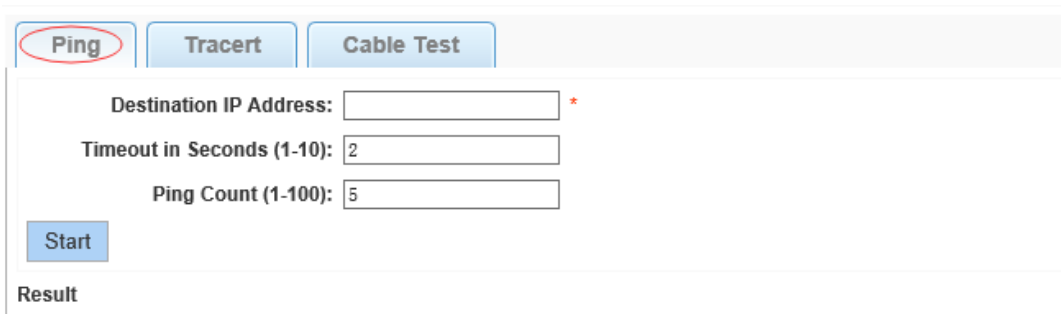 Ping Tracert Cable Test
Destination IP Address: *
Timeout in Seconds (1-10): 2
Ping Count (1-100): 5
Start
Result